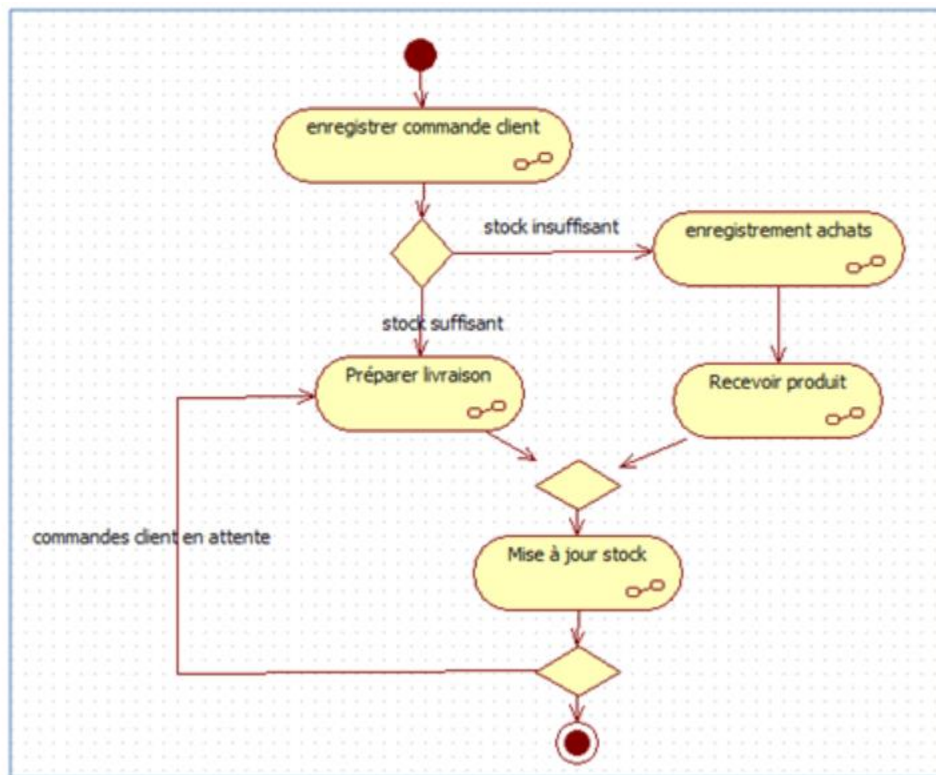 enregistrer commande client
stock insuffisant
enregistrement achats
stock suffisant
Préparer livraison
Recevoir produit
commandes client en attente
Mise à jour stock